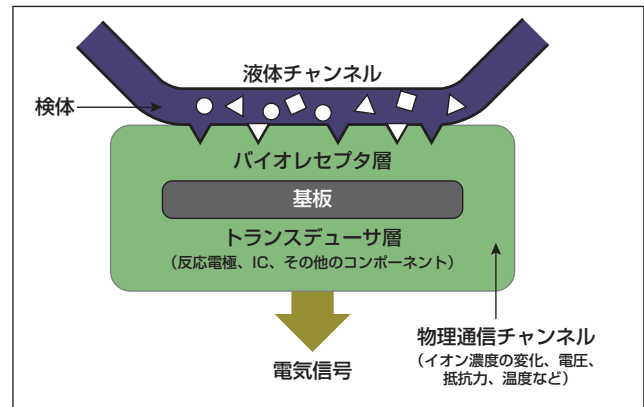 液体チャンネル
検体
バイオレセプタ層
基板
トランスデューサ層
（反応電極、IC、その他のコンポーネント）
物理通信チャンネル
（イオン濃度の変化、電圧、
抵抗力、温度など）
電気信号